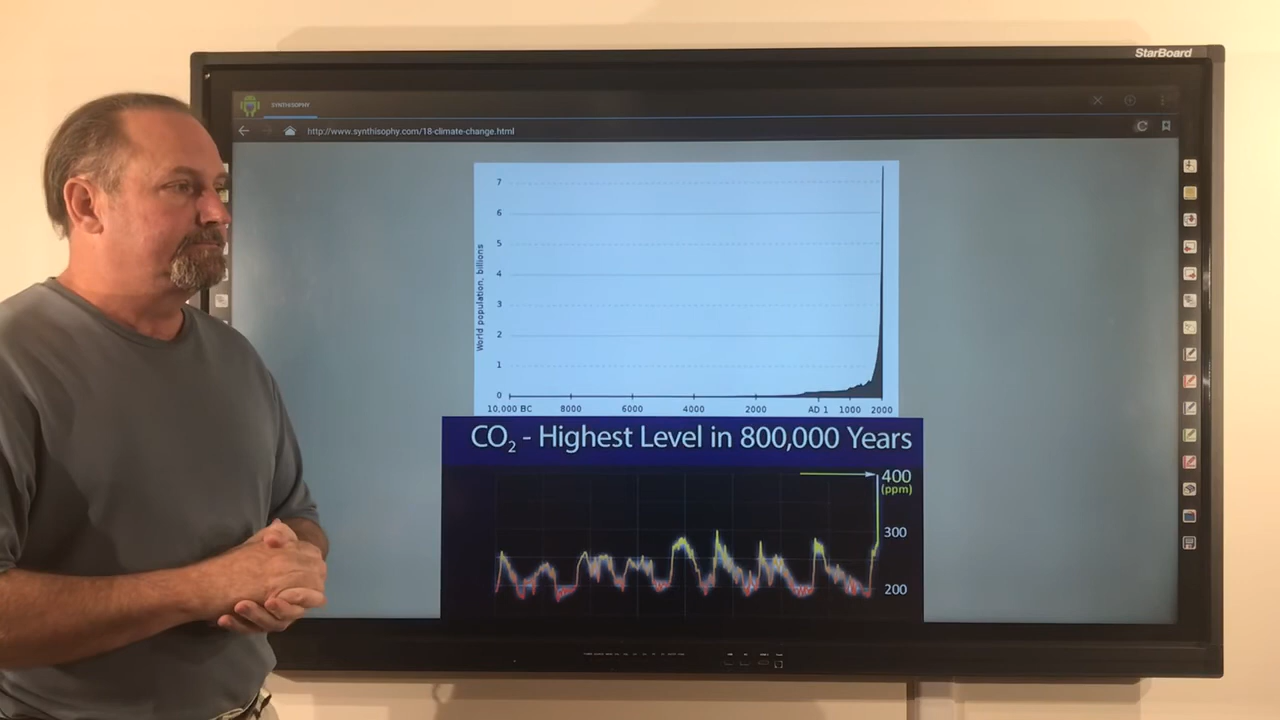 StarBoard
SYNTHISOPHY
http://www.synthisophy.com/18-climate-change.html
World population, billions
7
6
5
4
3
2
1
0
10,000 BC 8000 6000 4000 2000 AD 1 1000 2000
CO₂ - Highest Level in 800,000 Years
400
(ppm)
300
200